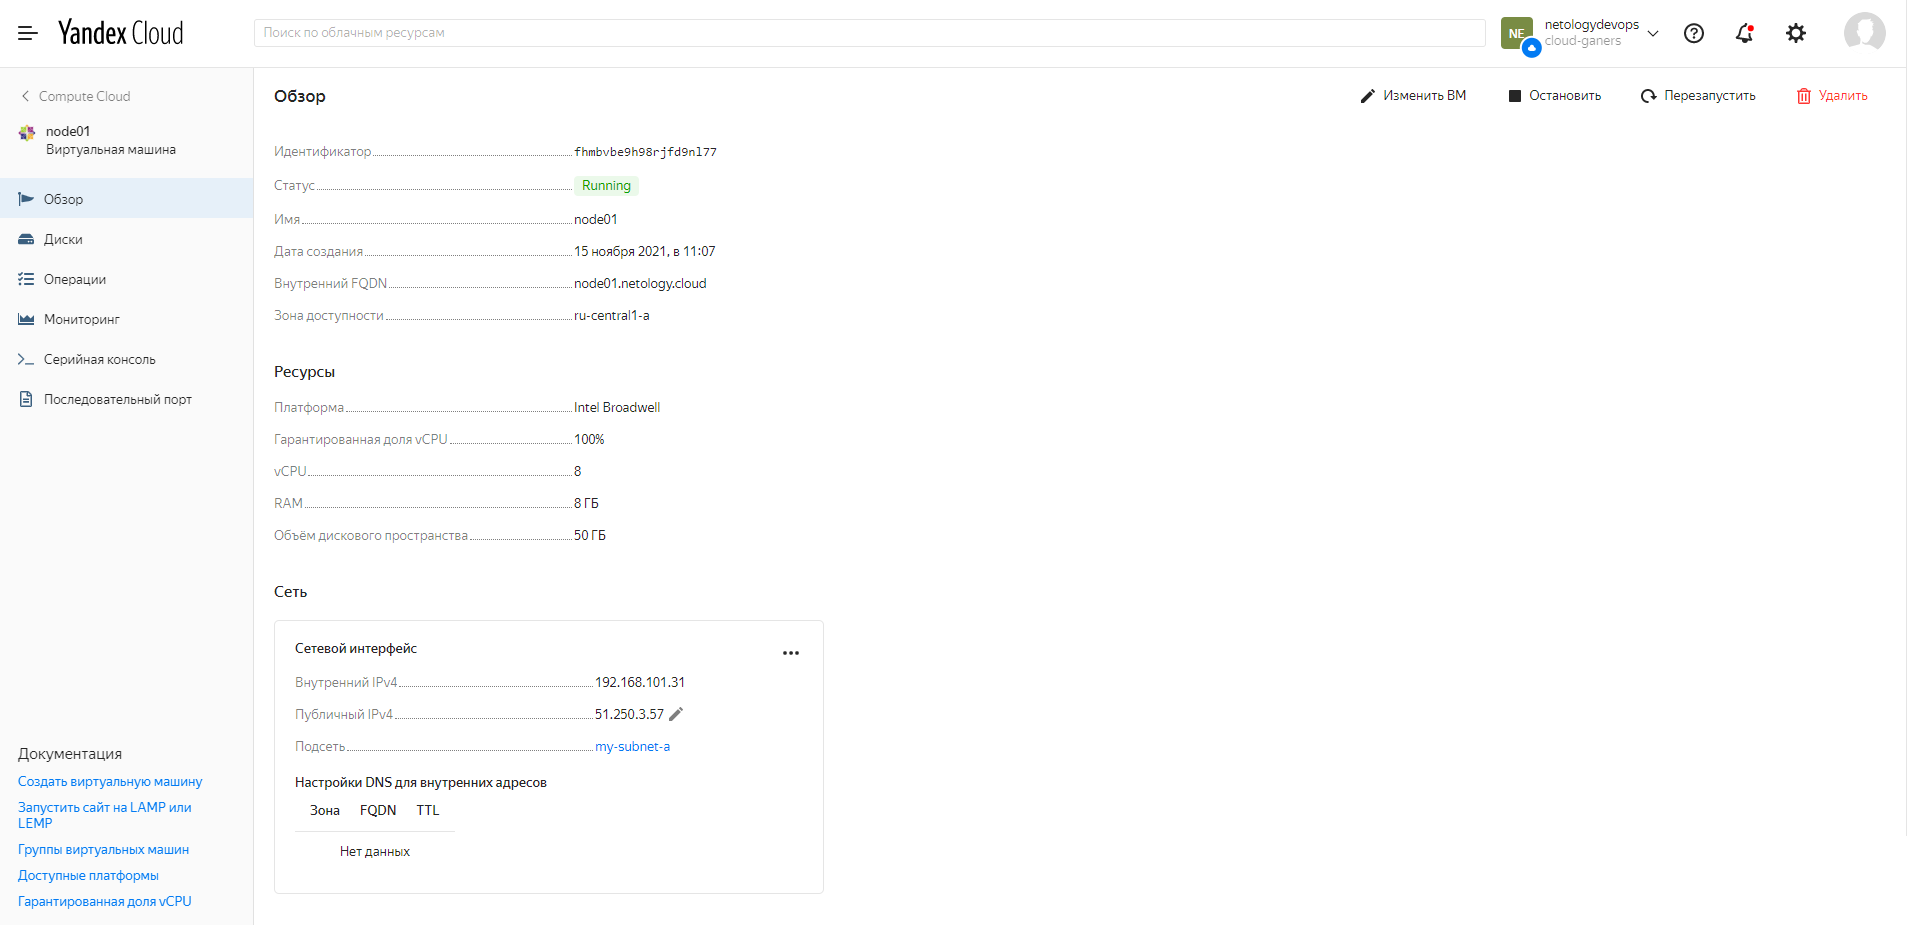 Yandex Cloud
Поиск по облачным ресурсам
NE
netologydevops
cloud-ganers
Compute Cloud
node01
Виртуальная машина
Обзор
Диски
Операции
Мониторинг
Серийная консоль
Последовательный порт
Документация
Создать виртуальную машину
Запустить сайт на LAMP или
LEMP
Группы виртуальных машин
Доступные платформы
Гарантированная доля vCPU
Обзор
Изменить ВМ
Остановить
Перезапустить
Удалить
Идентификатор fhmbvbe9h98rjfd9nl77
Статус Running
Имя node01
Дата создания 15 ноября 2021, в 11:07
Внутренний FQDN node01.netology.cloud
Зона доступности ru-central1-a
Ресурсы
Платформа Intel Broadwell
Гарантированная доля vCPU 100%
vCPU 8
RAM 8 ГБ
Объём дискового пространства 50 ГБ
Сеть
Сетевой интерфейс
Внутренний IPv4 192.168.101.31
Публичный IPv4 51.250.3.57
Подсеть my-subnet-a
Настройки DNS для внутренних адресов
Зона FQDN TTL
Нет данных